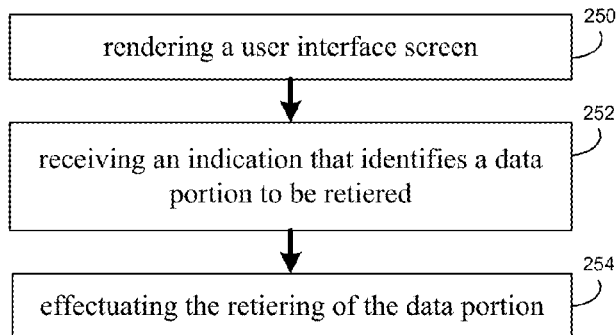 250
rendering a user interface screen
252
receiving an indication that identifies a data
portion to be retiered
254
effectuating the retiering of the data portion